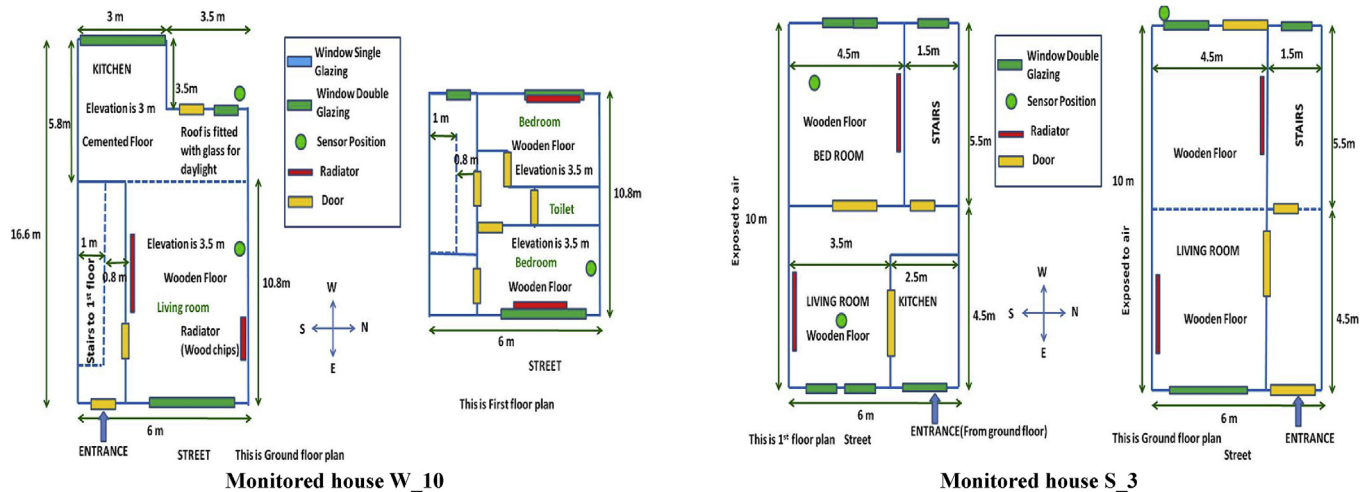 3 m
3.5 m
KITCHEN
Elevation is 3 m
Cemented Floor
3.5m
Roof is fitted
with glass for
daylight
5.8m
16.6 m
1 m
0.8 m
Stairs to 1st floor
Elevation is 3.5 m
Wooden Floor
Living room
Radiator
(Wood chips)
10.8m
6 m
ENTRANCE
STREET
This is Ground floor plan
Window Single
Glazing
Window Double
Glazing
Sensor Position
Radiator
Door
W
S
N
E
1 m
0.8 m
Bedroom
Wooden Floor
Elevation is 3.5 m
Toilet
Elevation is 3.5 m
Bedroom
Wooden Floor
10.8m
6 m
STREET
This is First floor plan
Monitored house W_10
4.5m
1.5m
Wooden Floor
BED ROOM
STAIRS
5.5m
Exposed to air
10 m
3.5m
2.5m
LIVING ROOM
KITCHEN
Wooden Floor
4.5m
6 m
This is 1st floor plan
Street
ENTRANCE(From ground floor)
Window Double
Glazing
Sensor Position
Radiator
Door
W
S
N
E
4.5m
1.5m
Wooden Floor
STAIRS
5.5m
10 m
Exposed to air
LIVING ROOM
Wooden Floor
4.5m
6 m
This is Ground floor plan
Street
ENTRANCE
Monitored house S_3